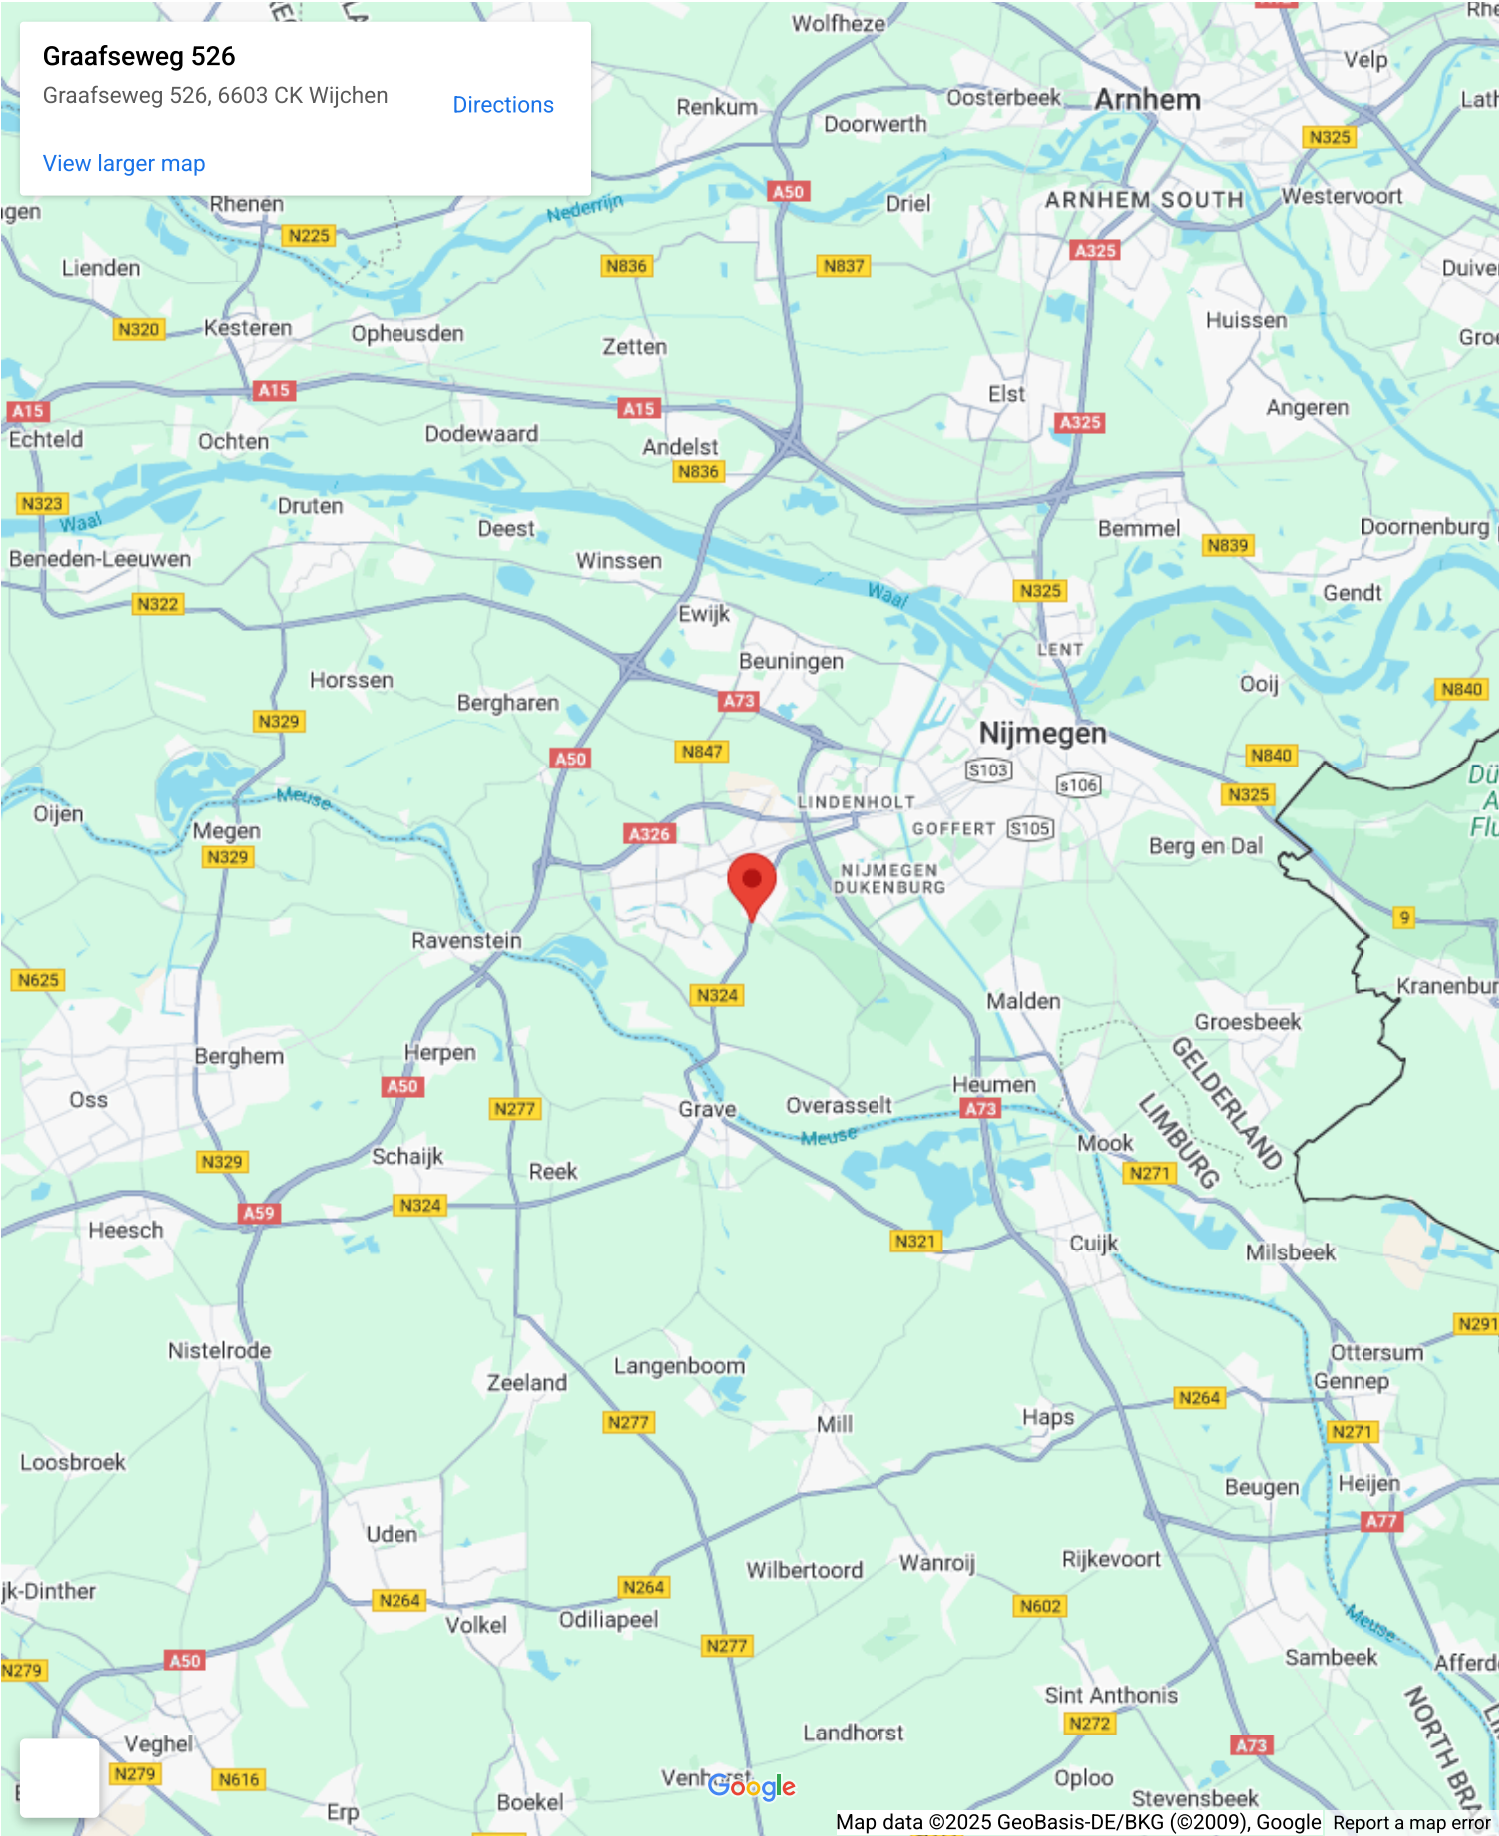 Graafseweg 526
Graafseweg 526, 6603 CK Wijchen
Directions
View larger map
Wolfheze
Velp
Renkum
Oosterbeek
Arnhem
Doorwerth
N325
A50
Rhenen
Nederrijn
Driel
ARNHEM SOUTH
Westervoort
N225
A325
Lienden
N836
N837
N320
Kesteren
Opheusden
Huissen
Zetten
A15
A15
A15
Elst
Angeren
Echteld
Ochten
Dodewaard
Andelst
A325
N836
N323
Druten
Waal
Deest
Bemmel
Doornenburg
N839
Beneden-Leeuwen
Winssen
N322
Waal
N325
Gendt
Ewijk
LENT
Beuningen
Horssen
Ooij
N840
Bergharen
A73
N329
Nijmegen
N847
N840
A50
S103
s106
N325
Meuse
LINDENHOLT
Oijen
Megen
A326
GOFFERT
S105
Berg en Dal
N329
NIJMEGEN
DUKENBURG
9
Ravenstein
N625
N324
Malden
Groesbeek
Berghem
Herpen
GELDERLAND
A50
Heumen
Oss
N277
Grave
Overasselt
A73
LIMBURG
Meuse
Mook
Schaijk
N329
Reek
N271
N324
A59
Heesch
N321
Cuijk
Milsbeek
N291
Nistelrode
Langenboom
Ottersum
Zeeland
Gennep
N264
N277
Mill
Haps
N271
Loosbroek
Beugen
Heijen
A77
Uden
Wilbertoord
Wanroij
Rijkevoort
jk-Dinther
N264
N264
N602
Volkel
Odiliapeel
Meuse
N277
A50
N279
Sambeek
Sint Anthonis
N272
Landhorst
Veghel
A73
N279
N616
Venhorst
Google
Oploo
Stevensbeek
Erp
Boekel
NORTH BRA
Map data ©2025 GeoBasis-DE/BKG (©2009), Google
Report a map error